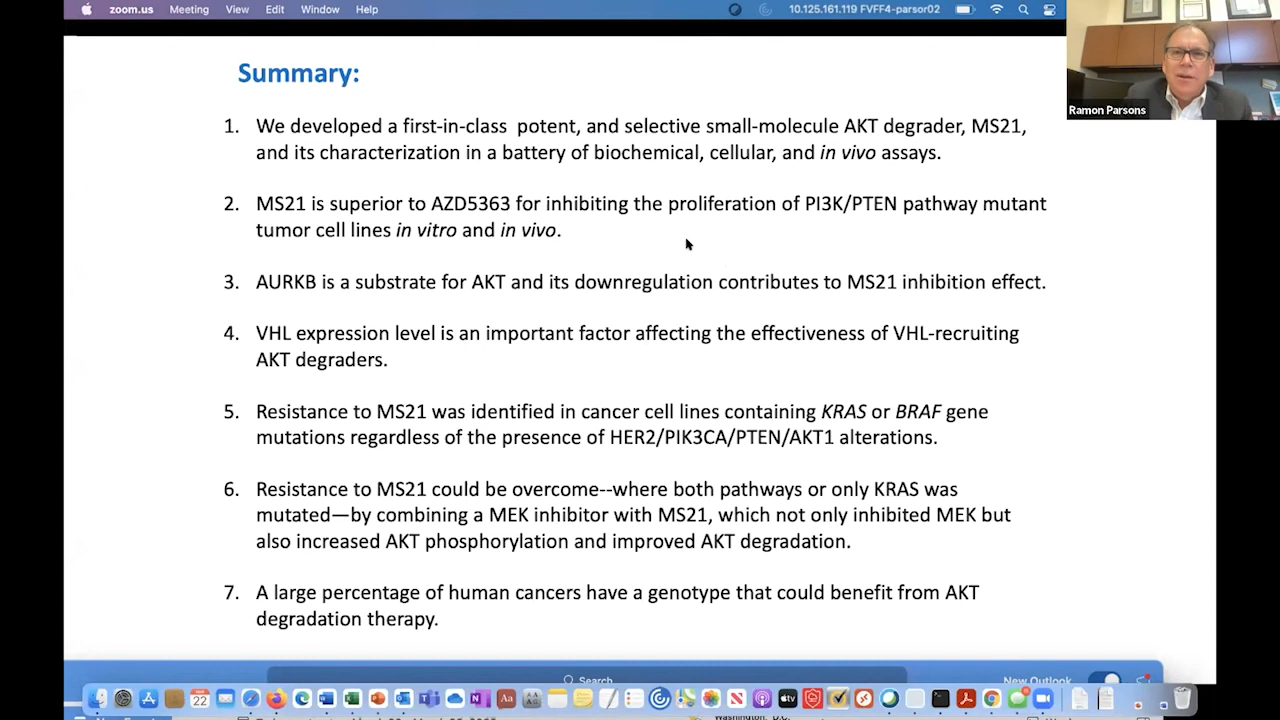 zoom.us Meeting View Edit Window Help 10.125.161.119 FVFF4-parsor02
Ramon Parsons
Summary:
1. We developed a first-in-class potent, and selective small-molecule AKT degrader, MS21,
and its characterization in a battery of biochemical, cellular, and in vivo assays.
2. MS21 is superior to AZD5363 for inhibiting the proliferation of PI3K/PTEN pathway mutant
tumor cell lines in vitro and in vivo.
3. AURKB is a substrate for AKT and its downregulation contributes to MS21 inhibition effect.
4. VHL expression level is an important factor affecting the effectiveness of VHL-recruiting
AKT degraders.
5. Resistance to MS21 was identified in cancer cell lines containing KRAS or BRAF gene
mutations regardless of the presence of HER2/PIK3CA/PTEN/AKT1 alterations.
6. Resistance to MS21 could be overcome--where both pathways or only KRAS was
mutated—by combining a MEK inhibitor with MS21, which not only inhibited MEK but
also increased AKT phosphorylation and improved AKT degradation.
7. A large percentage of human cancers have a genotype that could benefit from AKT
degradation therapy.
Search New Outlook
22 Aa tv